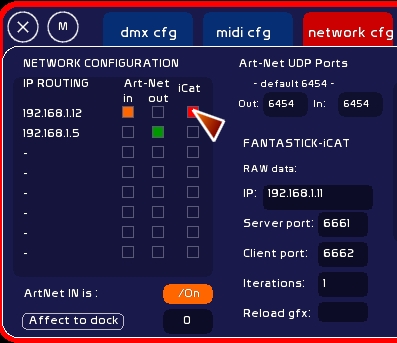 M
dmx cfg
midi cfg
network cfg
NETWORK CONFIGURATION
IP ROUTING
Art-Net
in
out
iCat
192.168.1.12
192.168.1.5
-
-
-
-
-
-
ArtNet IN is :
/On
Affect to dock
0
Art-Net UDP Ports
- default 6454 -
Out: 6454 In: 6454
FANTASTICK-iCAT
RAW data:
IP: 192.168.1.11
Server port: 6661
Client port: 6662
Iterations: 1
Reload gfx: